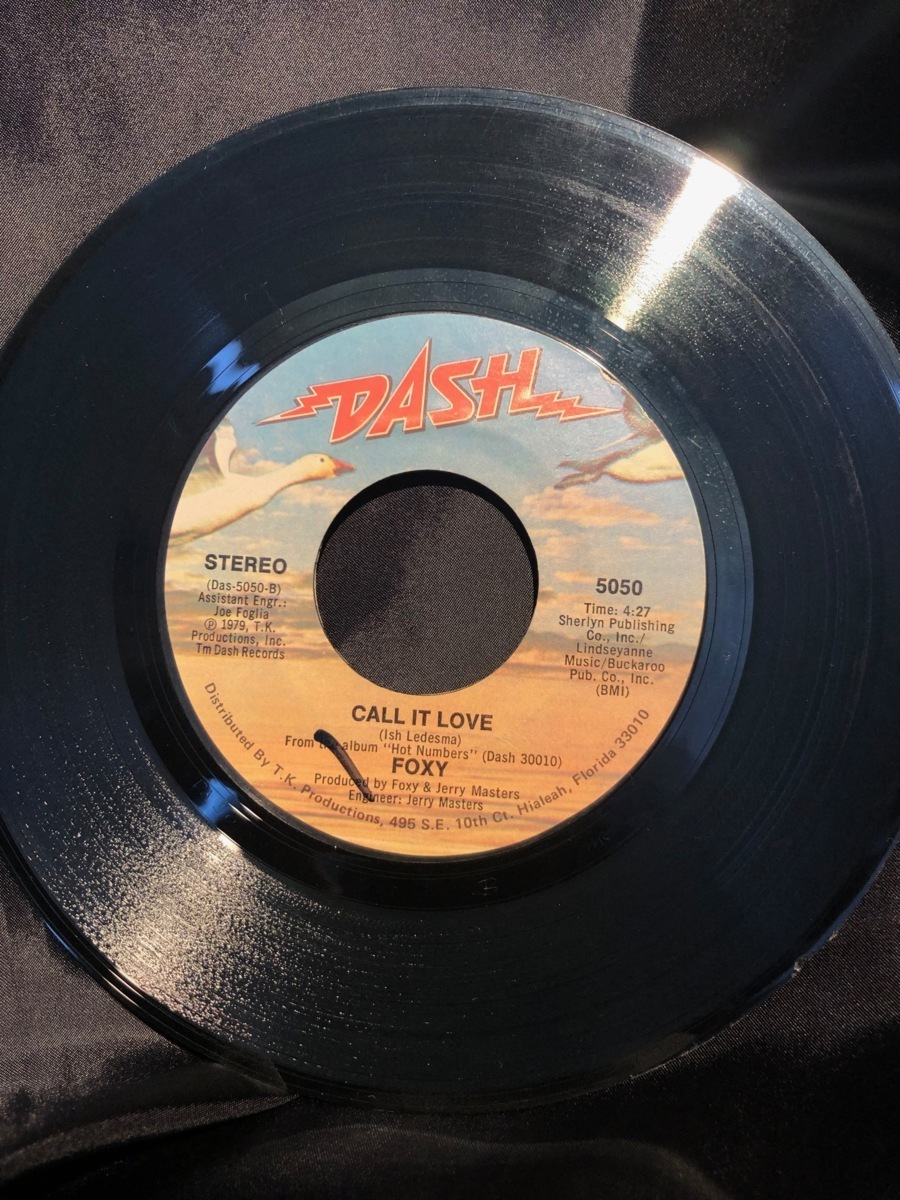 DASH
STEREO
(Das-5050-B)
Assistant Engr.:
Joe Foglia
℗ 1979, T.K.
Productions, Inc.
Tm Dash Records
5050
Time: 4:27
Sherlyn Publishing
Co., Inc./
Lindseyanne
Music/Buckaroo
Pub. Co., Inc.
(BMI)
CALL IT LOVE
(Ish Ledesma)
From the album "Hot Numbers" (Dash 30010)
FOXY
Produced by Foxy & Jerry Masters
Engineer: Jerry Masters
Distributed By T.K. Productions, 495 S.E. 10th Ct. Hialeah, Florida 33010